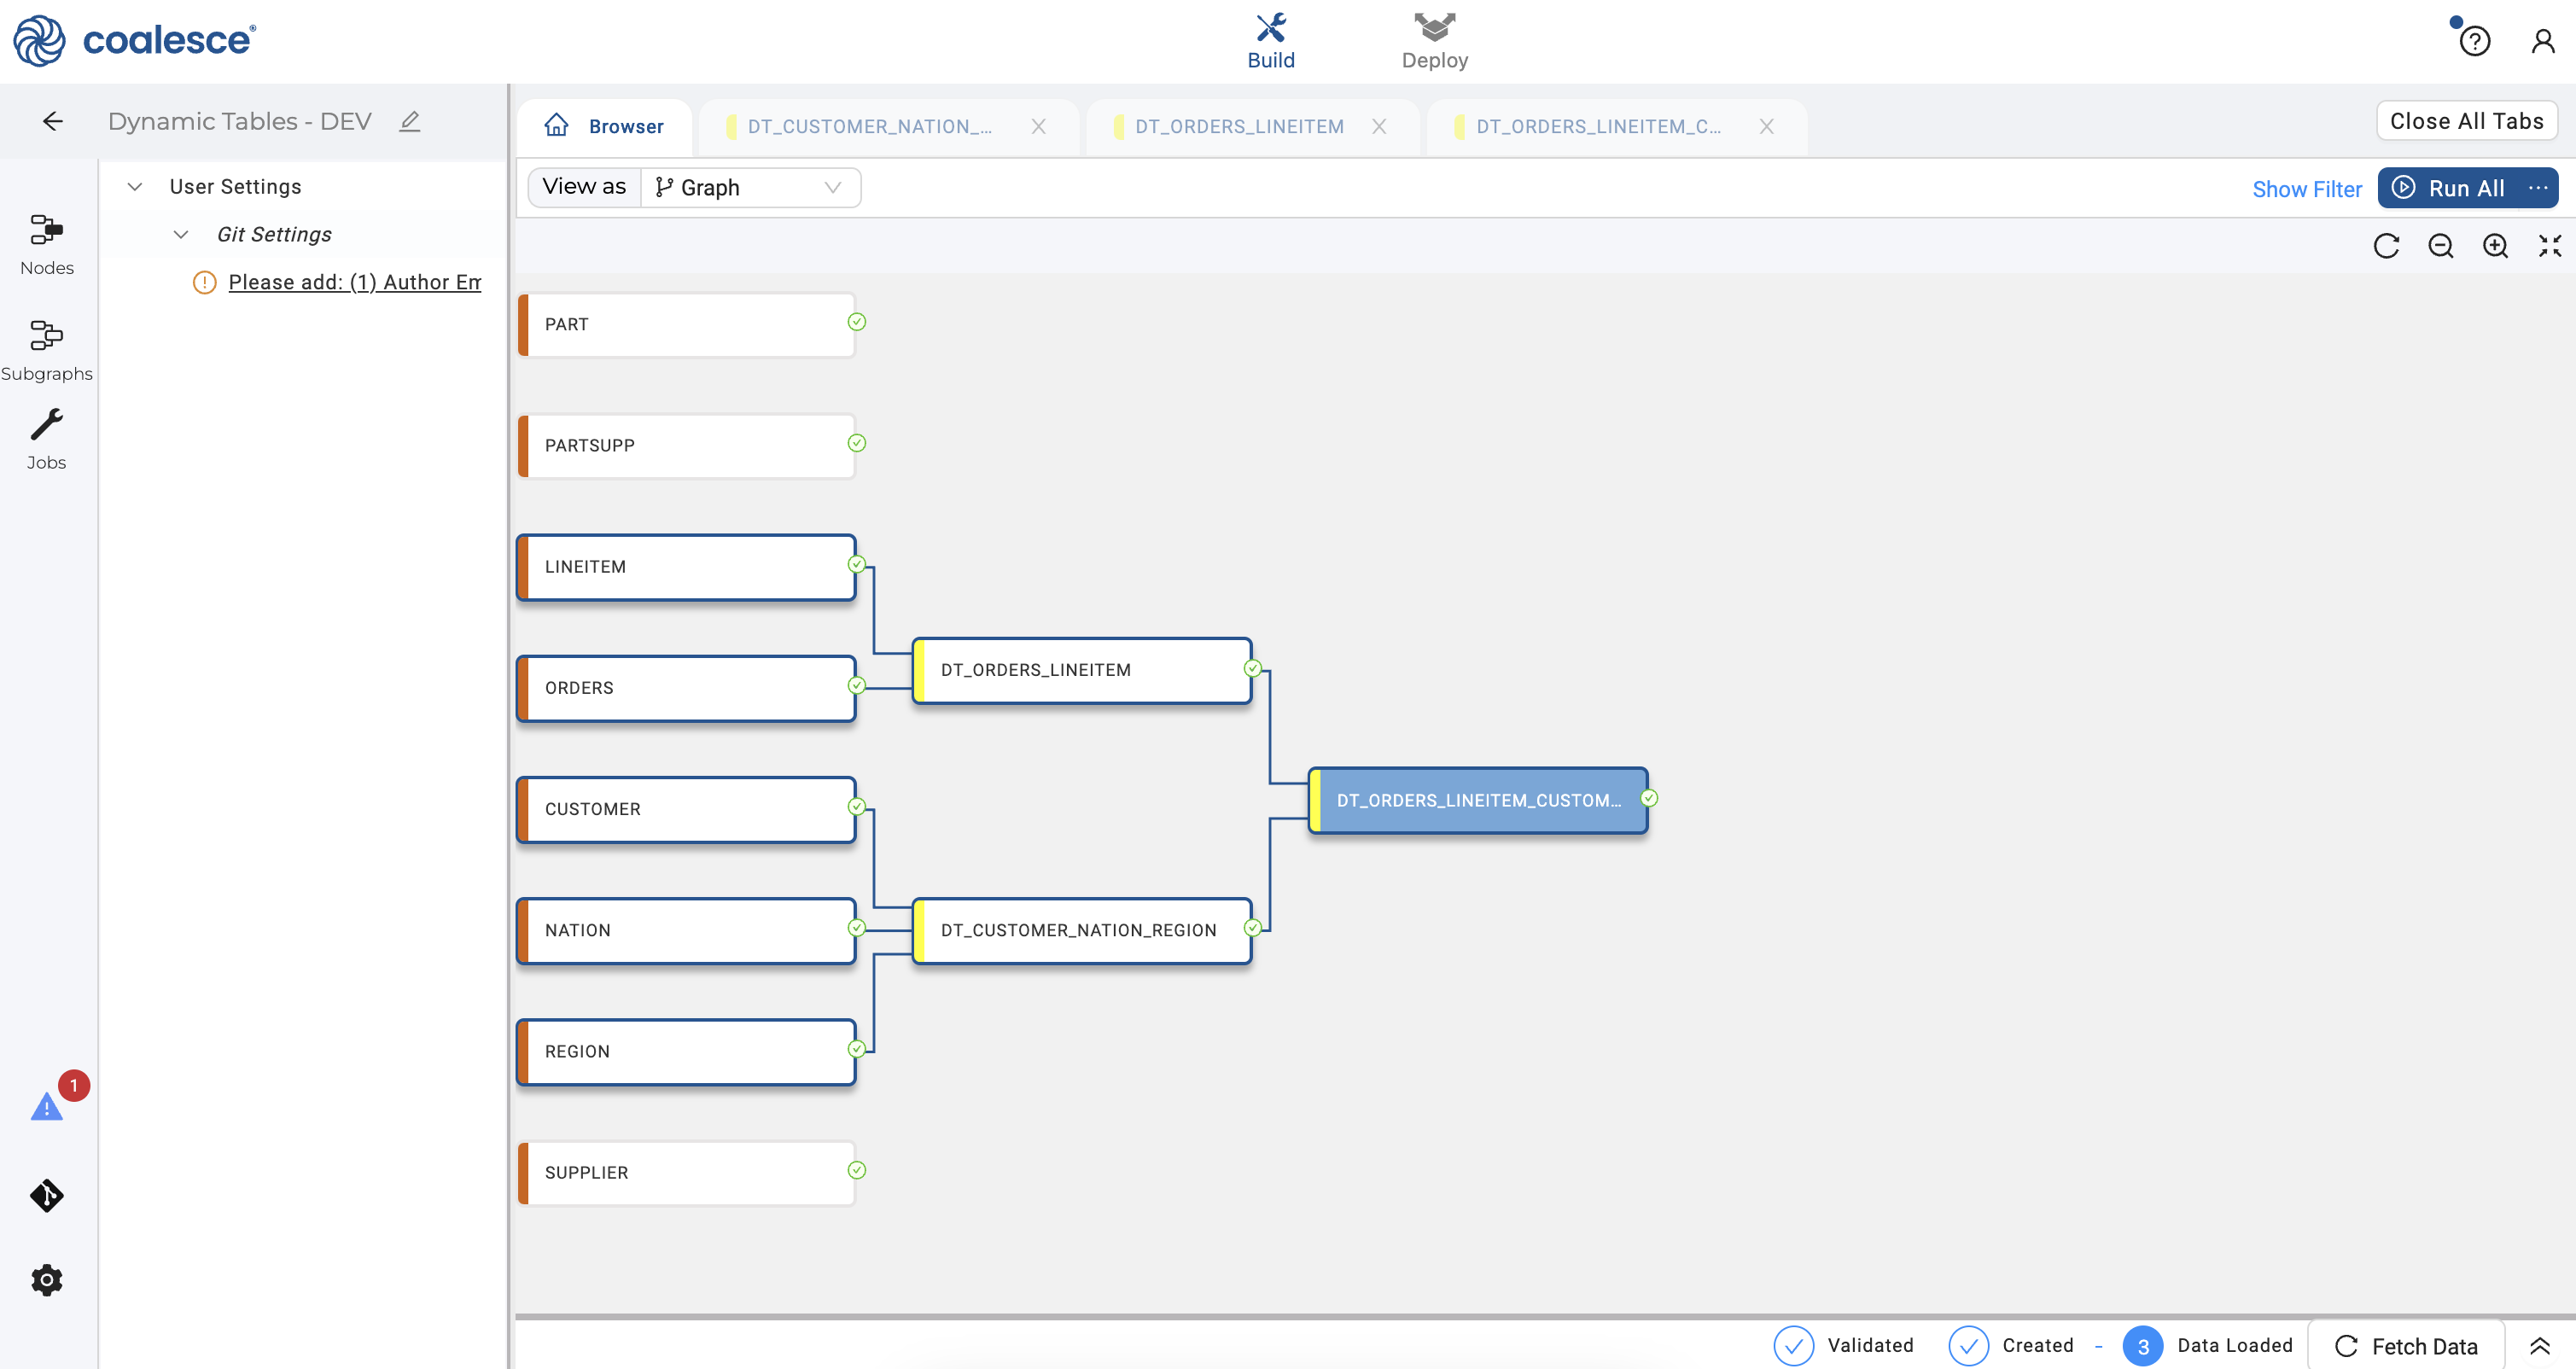 coalesce®
Build
Deploy
Dynamic Tables - DEV
Browser
DT_CUSTOMER_NATION_...
DT_ORDERS_LINEITEM
DT_ORDERS_LINEITEM_C...
Close All Tabs
User Settings
Git Settings
Please add: (1) Author Em
Nodes
Subgraphs
Jobs
1
View as
Graph
Show Filter
Run All
PART
PARTSUPP
LINEITEM
ORDERS
CUSTOMER
NATION
REGION
SUPPLIER
DT_ORDERS_LINEITEM
DT_CUSTOMER_NATION_REGION
DT_ORDERS_LINEITEM_CUSTOM...
Validated
Created
-
3
Data Loaded
Fetch Data